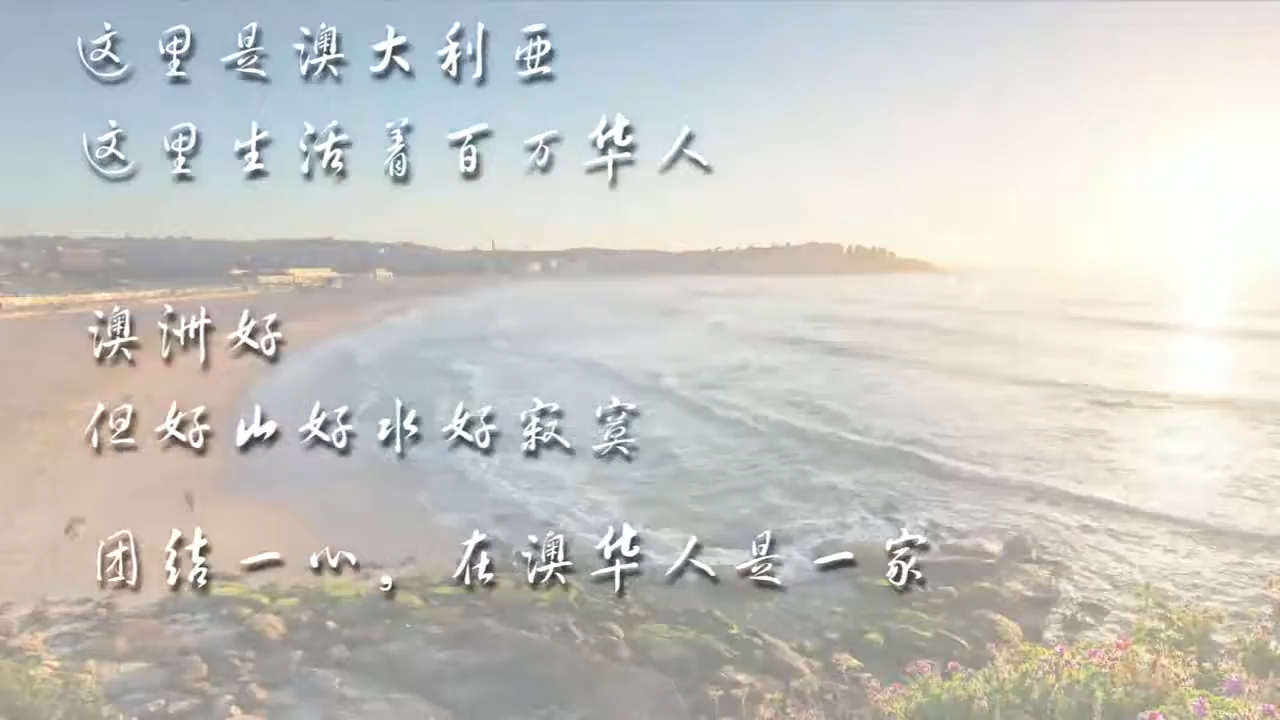 这里是澳大利亚
这里生活着百万华人
澳洲好
但好山好水好寂寞
团结一心，在澳华人是一家